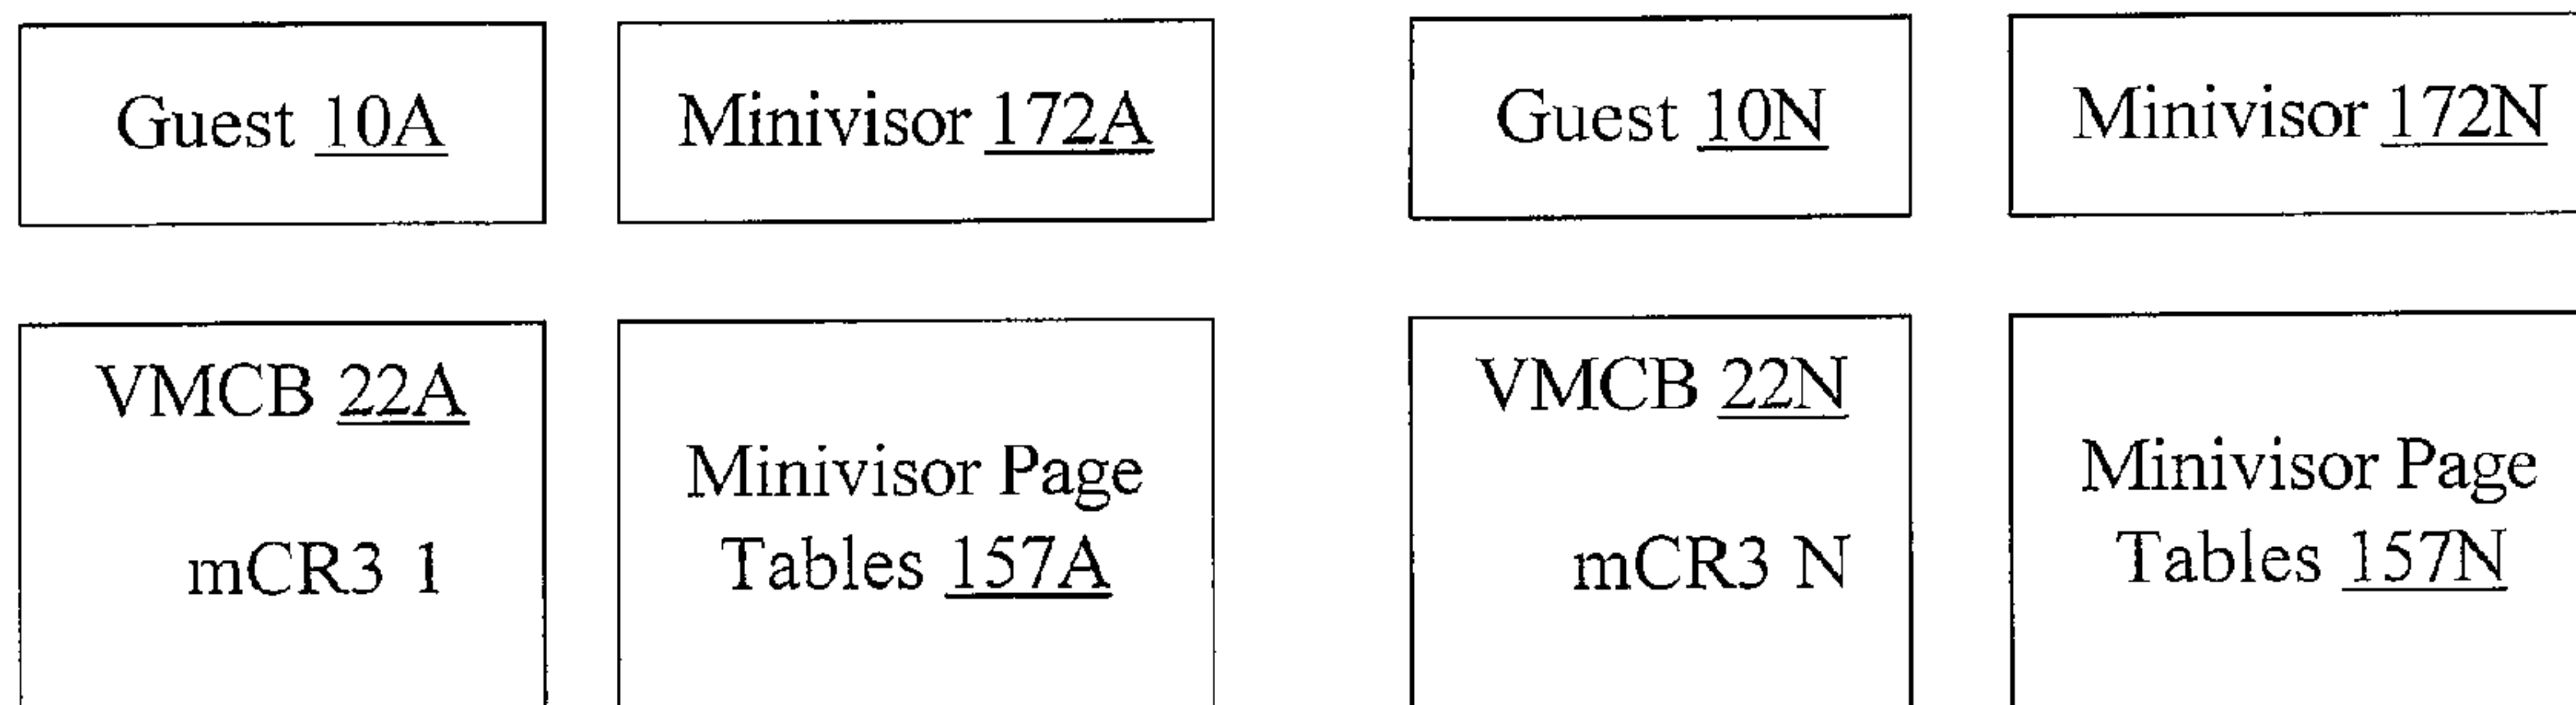 Guest 10A
Minivisor 172A
Guest 10N
Minivisor 172N
VMCB 22A
mCR3 1
Minivisor Page
Tables 157A
VMCB 22N
mCR3 N
Minivisor Page
Tables 157N